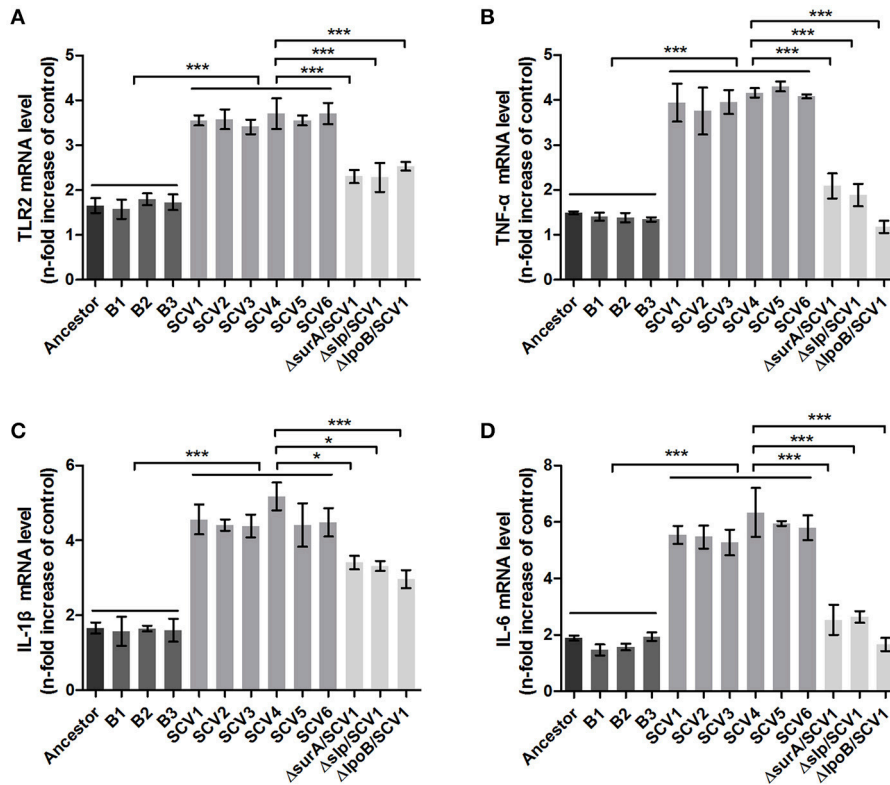 A
TLR2 mRNA level
(n-fold increase of control)
5
4
3
2
1
0
***
***
***
***
Ancestor
B1
B2
B3
SCV1
SCV2
SCV3
SCV4
SCV5
SCV6
ΔsurA/SCV1
Δslp/SCV1
ΔlpoB/SCV1
B
TNF-α mRNA level
(n-fold increase of control)
5
4
3
2
1
0
***
***
***
***
Ancestor
B1
B2
B3
SCV1
SCV2
SCV3
SCV4
SCV5
SCV6
ΔsurA/SCV1
Δslp/SCV1
ΔlpoB/SCV1
C
IL-1β mRNA level
(n-fold increase of control)
6
4
2
0
***
***
*
*
Ancestor
B1
B2
B3
SCV1
SCV2
SCV3
SCV4
SCV5
SCV6
ΔsurA/SCV1
Δslp/SCV1
ΔlpoB/SCV1
D
IL-6 mRNA level
(n-fold increase of control)
8
6
4
2
0
***
***
***
***
Ancestor
B1
B2
B3
SCV1
SCV2
SCV3
SCV4
SCV5
SCV6
ΔsurA/SCV1
Δslp/SCV1
ΔlpoB/SCV1